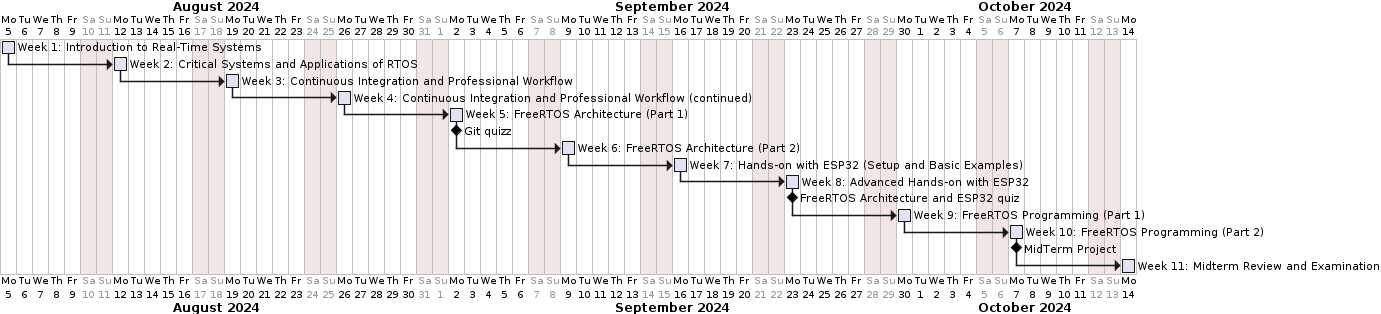 August 2024 September 2024 October 2024
Mo Tu We Th Fr Sa Su Mo Tu We Th Fr Sa Su Mo Tu We Th Fr Sa Su Mo Tu We Th Fr Sa Su Mo Tu We Th Fr Sa Su Mo Tu We Th Fr Sa Su Mo Tu We Th Fr Sa Su Mo Tu We Th Fr Sa Su Mo Tu We Th Fr Sa Su Mo Tu We Th Fr Sa Su Mo
5 6 7 8 9 10 11 12 13 14 15 16 17 18 19 20 21 22 23 24 25 26 27 28 29 30 31 1 2 3 4 5 6 7 8 9 10 11 12 13 14 15 16 17 18 19 20 21 22 23 24 25 26 27 28 29 30 1 2 3 4 5 6 7 8 9 10 11 12 13 14
Week 1: Introduction to Real-Time Systems
Week 2: Critical Systems and Applications of RTOS
Week 3: Continuous Integration and Professional Workflow
Week 4: Continuous Integration and Professional Workflow (continued)
Week 5: FreeRTOS Architecture (Part 1)
Git quizz
Week 6: FreeRTOS Architecture (Part 2)
Week 7: Hands-on with ESP32 (Setup and Basic Examples)
Week 8: Advanced Hands-on with ESP32
FreeRTOS Architecture and ESP32 quiz
Week 9: FreeRTOS Programming (Part 1)
Week 10: FreeRTOS Programming (Part 2)
MidTerm Project
Week 11: Midterm Review and Examination
Mo Tu We Th Fr Sa Su Mo Tu We Th Fr Sa Su Mo Tu We Th Fr Sa Su Mo Tu We Th Fr Sa Su Mo Tu We Th Fr Sa Su Mo Tu We Th Fr Sa Su Mo Tu We Th Fr Sa Su Mo Tu We Th Fr Sa Su Mo Tu We Th Fr Sa Su Mo Tu We Th Fr Sa Su Mo
5 6 7 8 9 10 11 12 13 14 15 16 17 18 19 20 21 22 23 24 25 26 27 28 29 30 31 1 2 3 4 5 6 7 8 9 10 11 12 13 14 15 16 17 18 19 20 21 22 23 24 25 26 27 28 29 30 1 2 3 4 5 6 7 8 9 10 11 12 13 14
August 2024 September 2024 October 2024